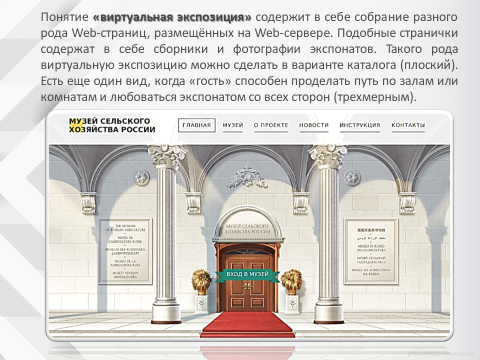 Понятие «виртуальная экспозиция» содержит в себе собрание разного
рода Web-страниц, размещённых на Web-сервере. Подобные странички
содержат в себе сборники и фотографии экспонатов. Такого рода
виртуальную экспозицию можно сделать в варианте каталога (плоский).
Есть еще один вид, когда «гость» способен проделать путь по залам или
комнатам и любоваться экспонатом со всех сторон (трехмерным).
МУЗЕЙ СЕЛЬСКОГО
ХОЗЯЙСТВА РОССИИ
ГЛАВНАЯ МУЗЕЙ О ПРОЕКТЕ НОВОСТИ ИНСТРУКЦИЯ КОНТАКТЫ
МУЗЕЙ СЕЛЬСКОГО
ХОЗЯЙСТВА РОССИИ
ВХОД В МУЗЕЙ